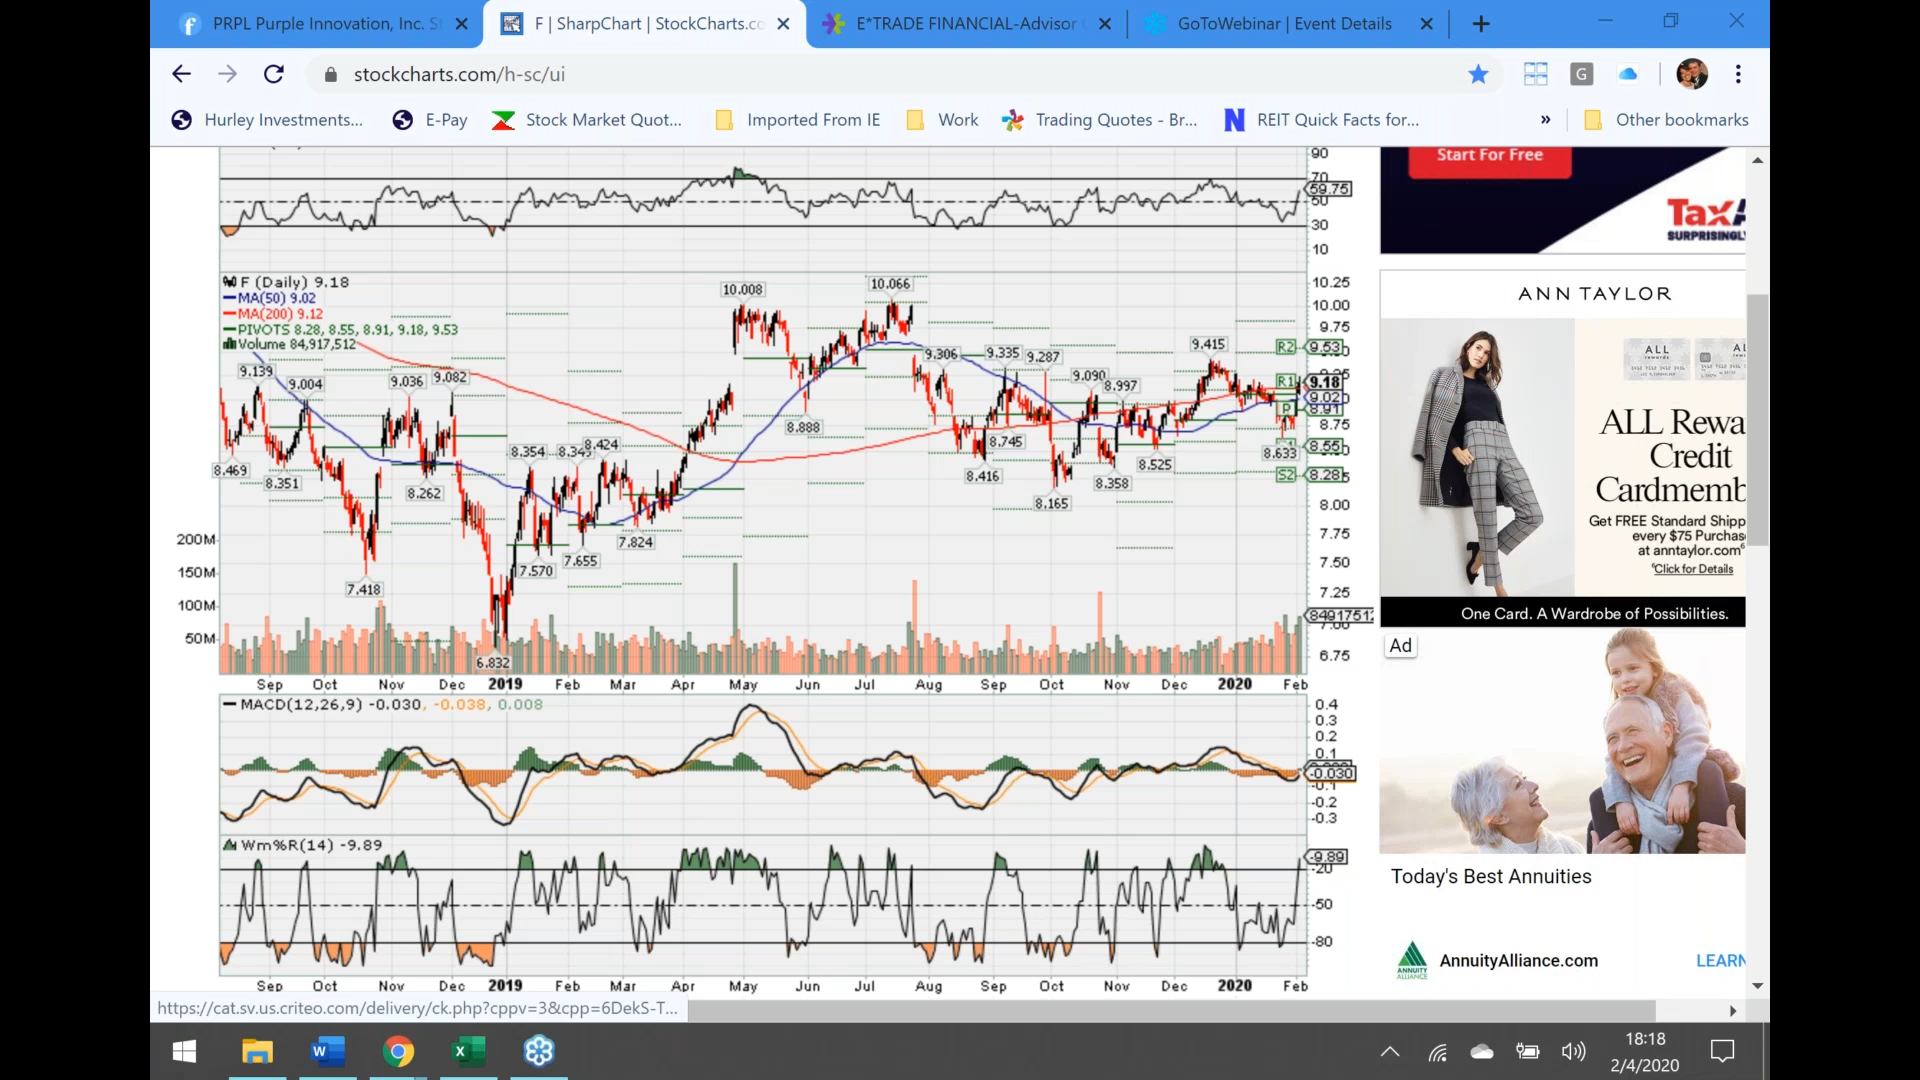 PRPL Purple Innovation, Inc. S
F | SharpChart | StockCharts.co
E*TRADE FINANCIAL-Advisor
GoToWebinar | Event Details
stockcharts.com/h-sc/ui
G
Hurley Investments...
E-Pay
Stock Market Quot...
Imported From IE
Work
Trading Quotes - Br...
N
REIT Quick Facts for...
»
Other bookmarks
90
70
59.75
50
30
10
Start For Free
TaxA
SURPRISINGLY
F (Daily) 9.18
MA(50) 9.02
MA(200) 9.12
PIVOTS 8.28, 8.55, 8.91, 9.18, 9.53
Volume 84,917,512
10.008
10.066
10.25
10.00
9.75
R2
9.53
9.139
9.004
9.036
9.082
9.306
9.335
9.287
9.090
8.997
9.415
R1
9.18
9.02
P
8.91
8.75
8.469
8.351
8.262
8.354
8.349
8.424
8.888
8.416
8.745
8.165
8.358
8.525
8.633
8.55
S2
8.28
8.00
7.75
7.50
7.25
7.00
6.75
7.418
6.832
7.570
7.655
7.824
200M
150M
100M
50M
84917512
Sep Oct Nov Dec 2019 Feb Mar Apr May Jun Jul Aug Sep Oct Nov Dec 2020 Feb
MACD(12,26,9) -0.030, -0.038, 0.008
0.4
0.3
0.2
0.1
-0.030
-0.1
-0.2
-0.3
Wm%R(14) -9.89
-9.89
-20
-50
-80
Sep Oct Nov Dec 2019 Feb Mar Apr May Jun Jul Aug Sep Oct Nov Dec 2020 Feb
ANN TAYLOR
ALL
rewards
AL
ALL Rewa
Credit
Cardmemb
Get FREE Standard Shipp
every $75 Purchas
at anntaylor.com⁶
⁶Click for Details
One Card. A Wardrobe of Possibilities.
Ad
Today's Best Annuities
ANNUITY
ALLIANCE
AnnuityAlliance.com
LEARN
https://cat.sv.us.criteo.com/delivery/ck.php?cppv=3&cpp=6DekS-T...
W
X
18:18
2/4/2020